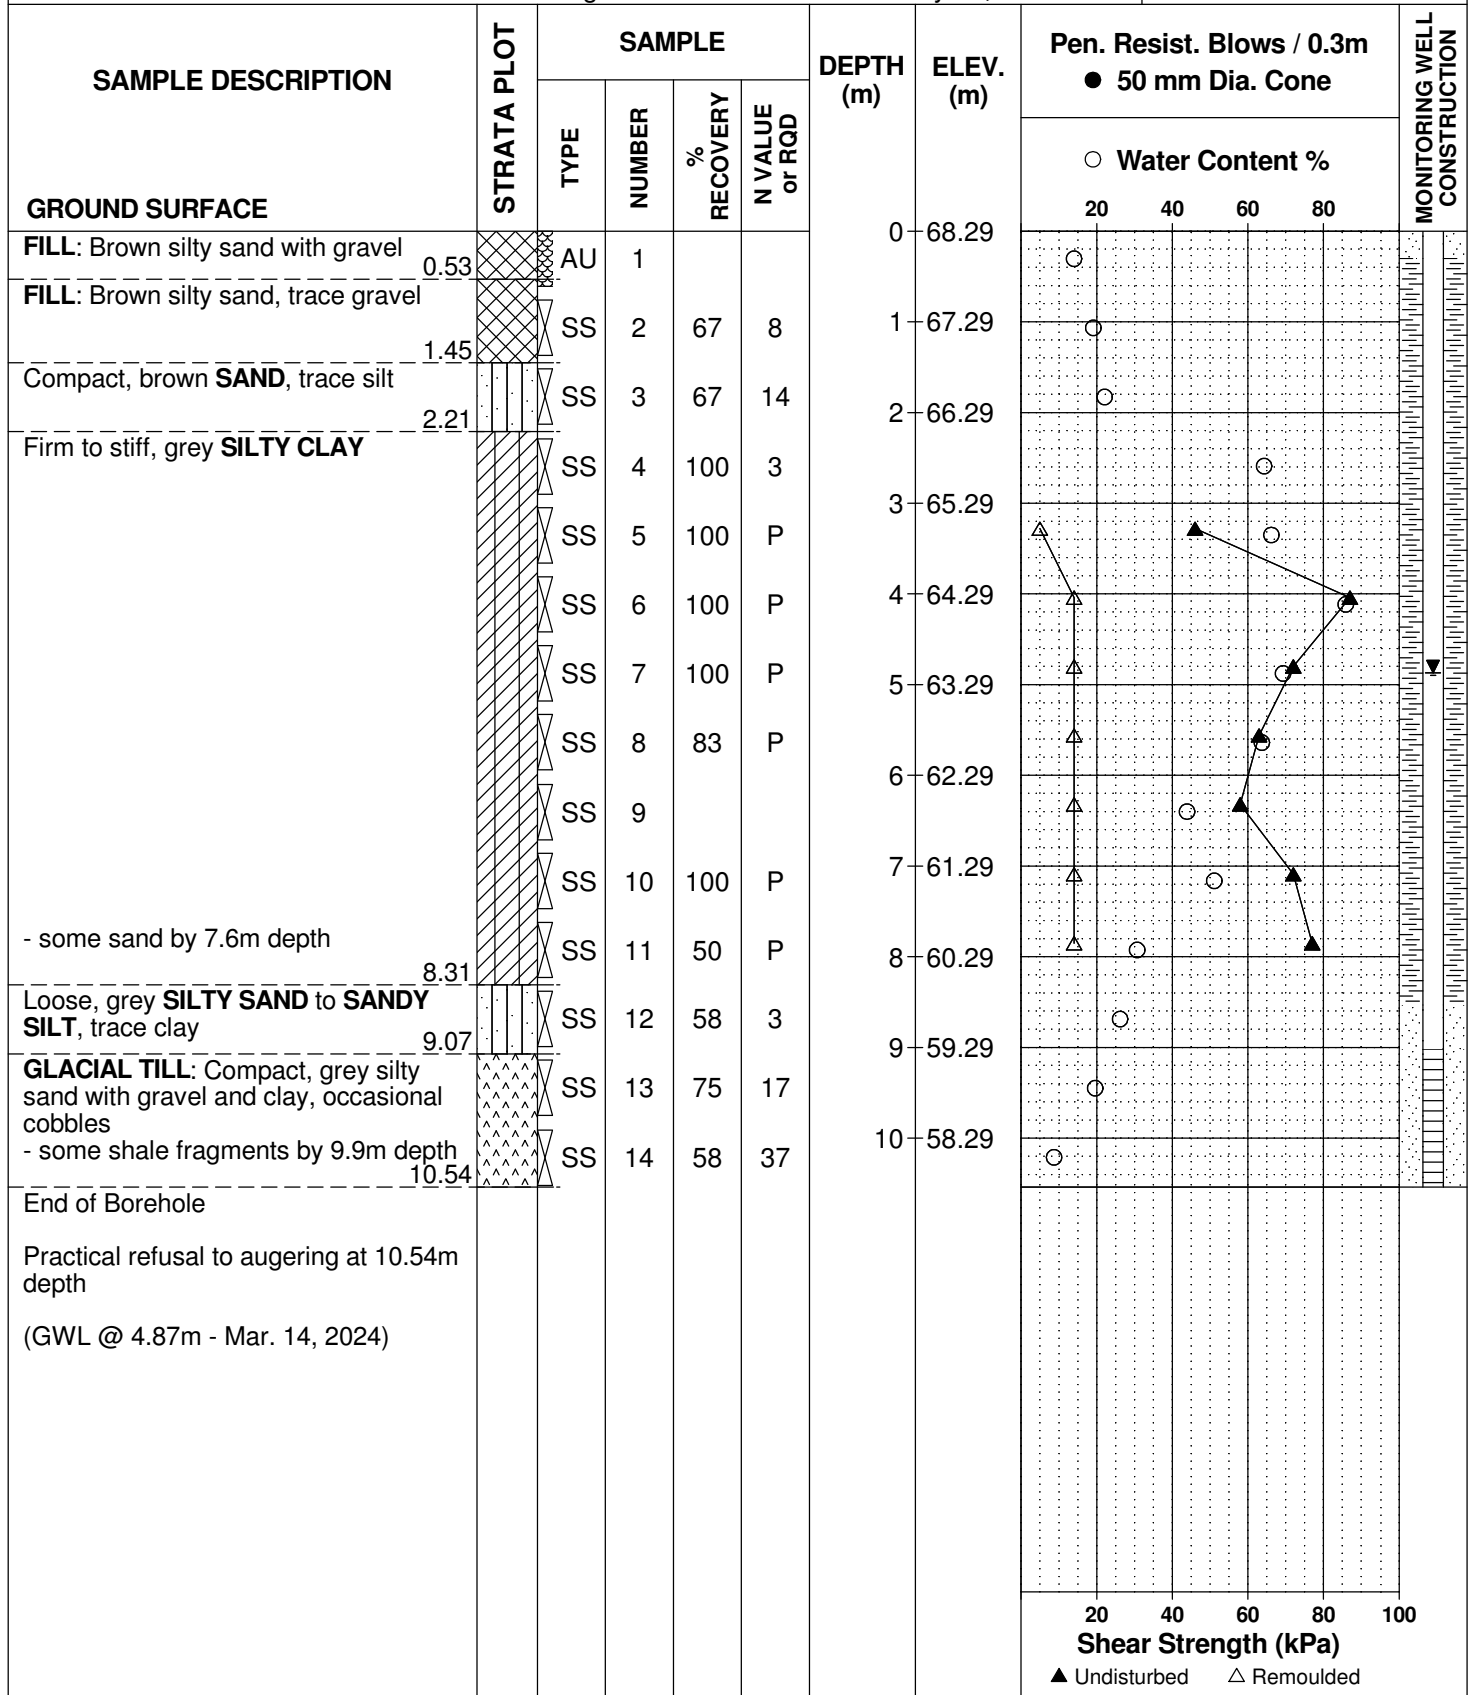 SAMPLE DESCRIPTION
GROUND SURFACE
STRATA PLOT
SAMPLE
TYPE
NUMBER
%
RECOVERY
N VALUE
or RQD
DEPTH
(m)
ELEV.
(m)
Pen. Resist. Blows / 0.3m
● 50 mm Dia. Cone
○ Water Content %
20 40 60 80
MONITORING WELL
CONSTRUCTION
0 68.29
FILL: Brown silty sand with gravel
0.53
AU 1
FILL: Brown silty sand, trace gravel
1.45
SS 2 67 8
1 67.29
Compact, brown SAND, trace silt
2.21
SS 3 67 14
2 66.29
Firm to stiff, grey SILTY CLAY
SS 4 100 3
3 65.29
SS 5 100 P
SS 6 100 P
4 64.29
SS 7 100 P
5 63.29
SS 8 83 P
6 62.29
SS 9
7 61.29
SS 10 100 P
- some sand by 7.6m depth
8.31
SS 11 50 P
8 60.29
Loose, grey SILTY SAND to SANDY
SILT, trace clay
9.07
SS 12 58 3
9 59.29
GLACIAL TILL: Compact, grey silty
sand with gravel and clay, occasional
cobbles
- some shale fragments by 9.9m depth
10.54
SS 13 75 17
10 58.29
SS 14 58 37
End of Borehole
Practical refusal to augering at 10.54m
depth
(GWL @ 4.87m - Mar. 14, 2024)
20 40 60 80 100
Shear Strength (kPa)
▲ Undisturbed △ Remoulded